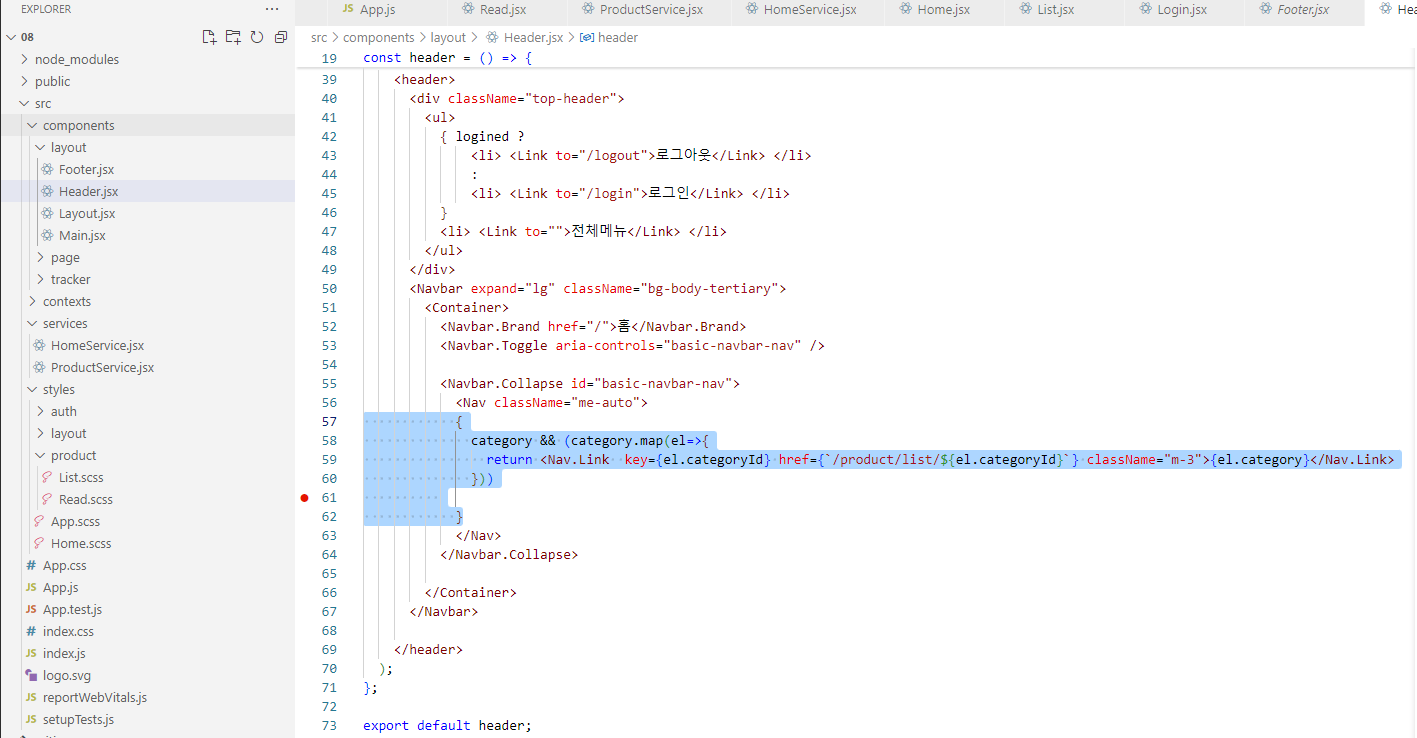 EXPLORER ...
08
node_modules
public
src
components
layout
Footer.jsx
Header.jsx
Layout.jsx
Main.jsx
page
tracker
contexts
services
HomeService.jsx
ProductService.jsx
styles
auth
layout
product
List.scss
Read.scss
App.scss
Home.scss
# App.css
JS App.js
JS App.test.js
# index.css
JS index.js
logo.svg
JS reportWebVitals.js
JS setupTests.js
JS App.js Read.jsx ProductService.jsx HomeService.jsx Home.jsx List.jsx Login.jsx Footer.jsx Hea
src > components > layout > Header.jsx > header
19 const header = () => {
39 <header>
40 <div className="top-header">
41 <ul>
42 { logined ?
43 <li> <Link to="/logout">로그아웃</Link> </li>
44 :
45 <li> <Link to="/login">로그인</Link> </li>
46 }
47 <li> <Link to="">전체메뉴</Link> </li>
48 </ul>
49 </div>
50 <Navbar expand="lg" className="bg-body-tertiary">
51 <Container>
52 <Navbar.Brand href="/">홈</Navbar.Brand>
53 <Navbar.Toggle aria-controls="basic-navbar-nav" />
54
55 <Navbar.Collapse id="basic-navbar-nav">
56 <Nav className="me-auto">
57 {
58 category && (category.map(el=>{
59 return <Nav.Link  key={el.categoryId} href={`/product/list/${el.categoryId}`} className="m-3">{el.category}</Nav.Link>
60 }))
61
62 }
63 </Nav>
64 </Navbar.Collapse>
65
66 </Container>
67 </Navbar>
68
69 </header>
70 );
71 };
72
73 export default header;